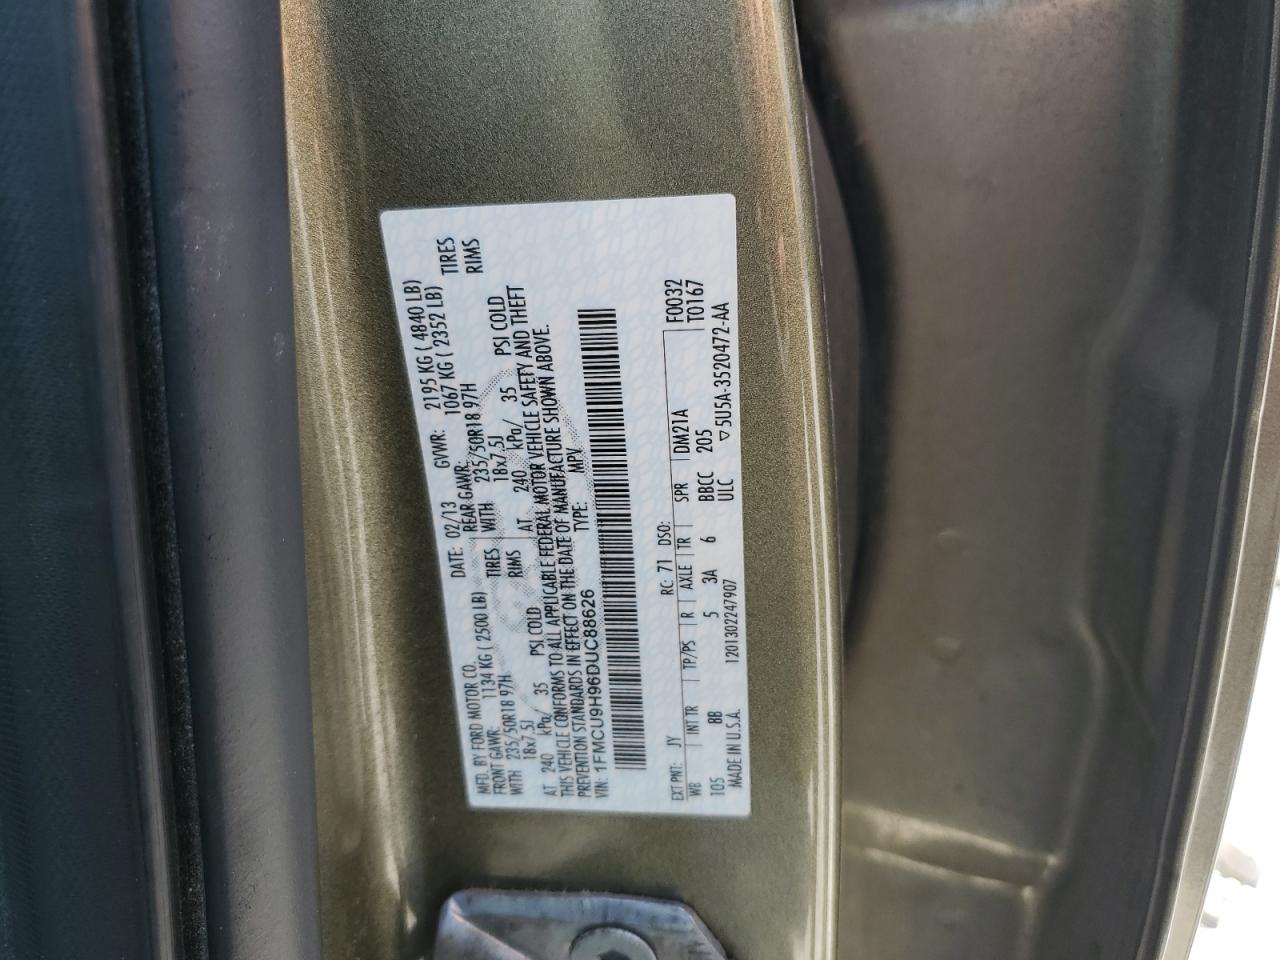 MFD. BY FORD MOTOR CO.
DATE: 02/13 GVWR: 2195 KG ( 4840 LB)
FRONT GAWR: 1134 KG ( 2500 LB) REAR GAWR: 1067 KG ( 2352 LB)
WITH 235/50R18 97H TIRES WITH 235/50R18 97H TIRES
18x7.5J RIMS 18x7.5J RIMS
AT 240 kPa/ 35 PSI COLD AT 240 kPa/ 35 PSI COLD
THIS VEHICLE CONFORMS TO ALL APPLICABLE FEDERAL MOTOR VEHICLE SAFETY AND THEFT
PREVENTION STANDARDS IN EFFECT ON THE DATE OF MANUFACTURE SHOWN ABOVE.
VIN: 1FMCU9H96DUC88626 TYPE: MPV
EXT PNT: JY RC: 71 DSO: F0032
WB INT TR TP/PS R AXLE TR SPR DM21A T0167
105 8B 5 3A 6 BBCC 205
MADE IN U.S.A. 1201302247907 ULC ▽5U5A-3520472-AA